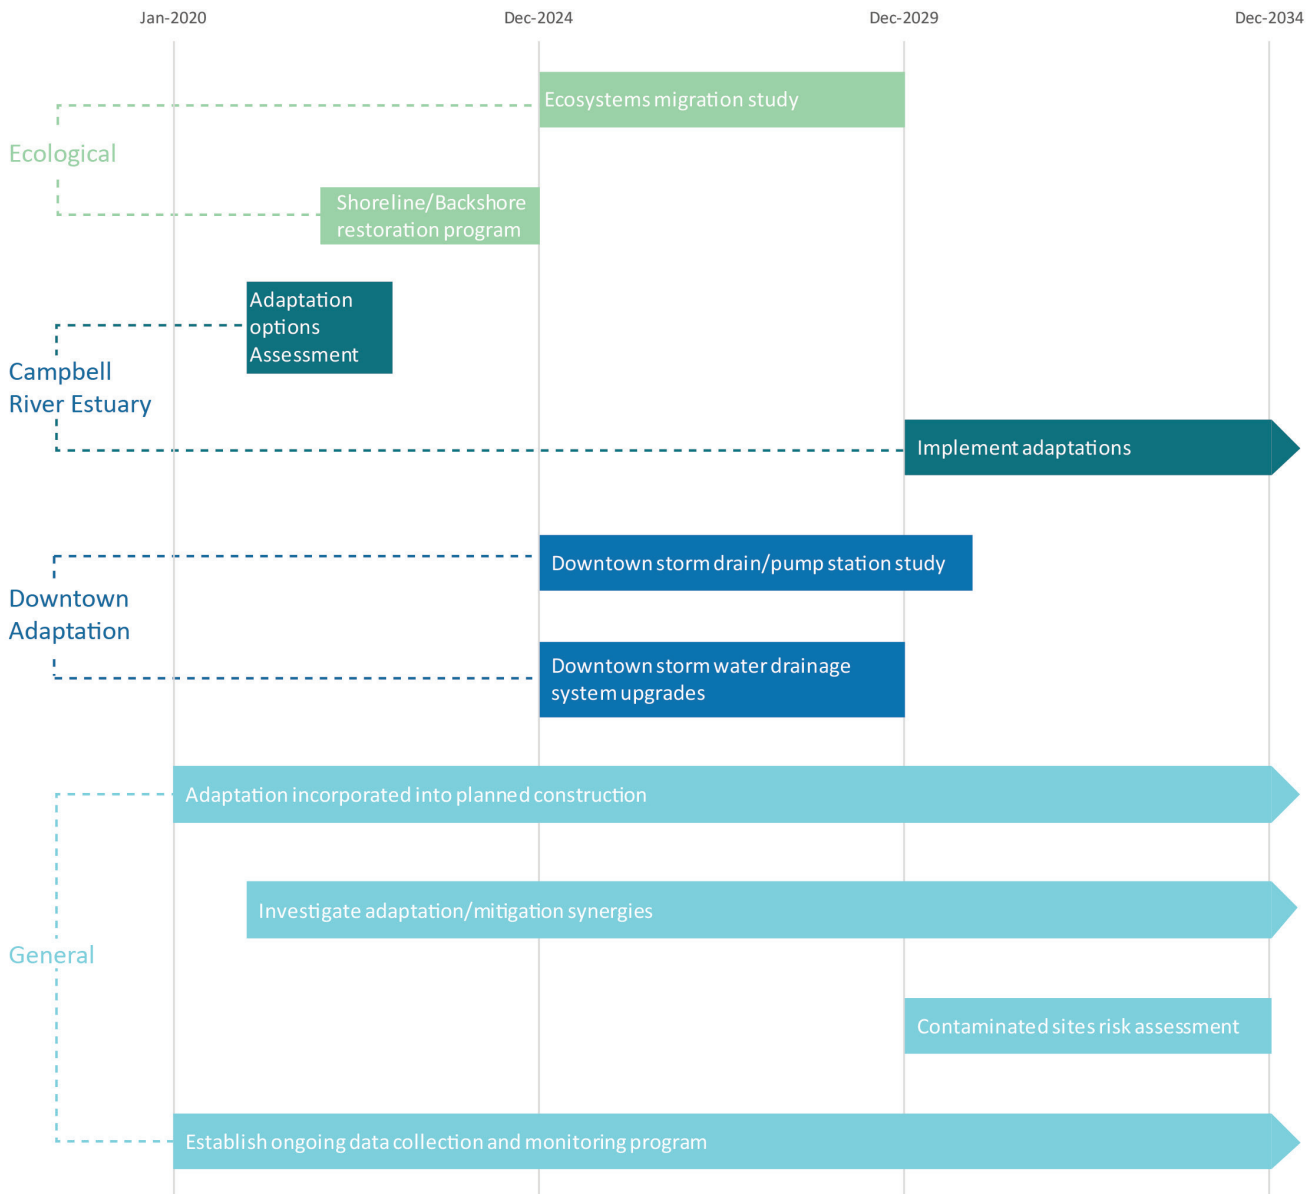 Jan-2020
Dec-2024
Dec-2029
Dec-2034
Ecological
Ecosystems migration study
Shoreline/Backshore
restoration program
Campbell
River Estuary
Adaptation
options
Assessment
Implement adaptations
Downtown
Adaptation
Downtown storm drain/pump station study
Downtown storm water drainage
system upgrades
General
Adaptation incorporated into planned construction
Investigate adaptation/mitigation synergies
Contaminated sites risk assessment
Establish ongoing data collection and monitoring program